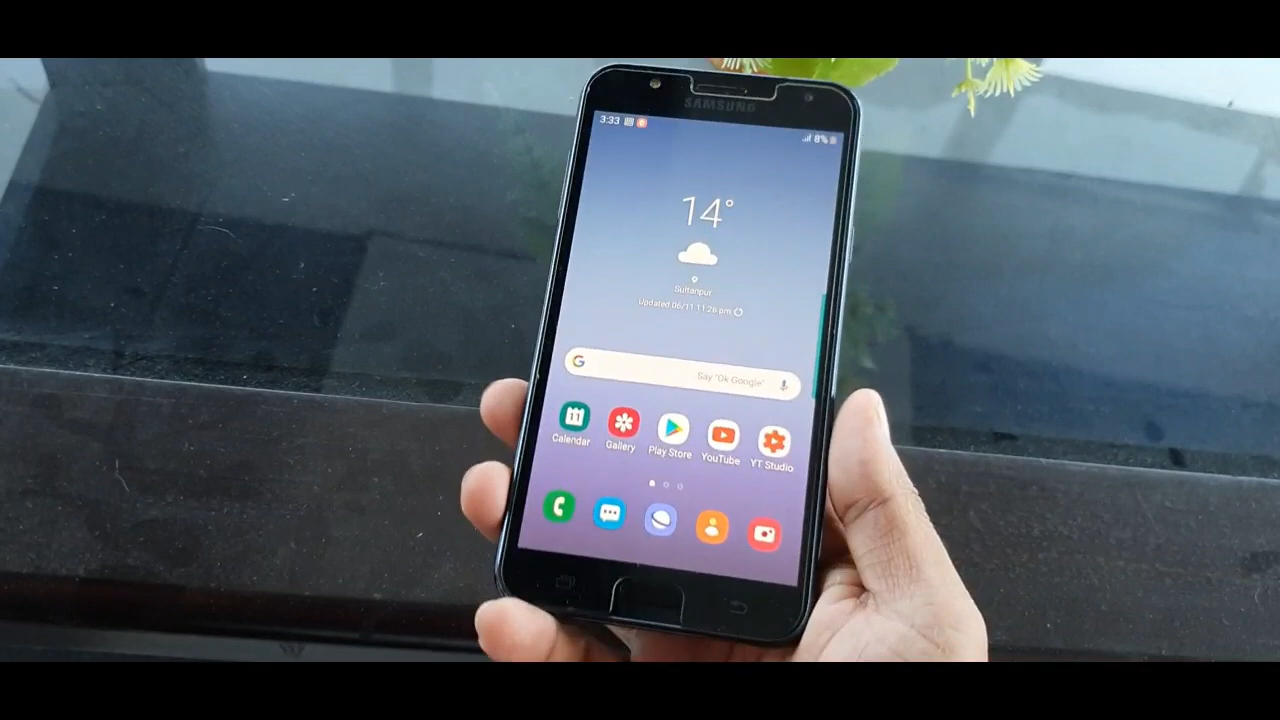 SAMSUNG
3:33
8%
14°
Sultanpur
Updated 06/11 11:26 pm
G
Say "Ok Google"
11
Calendar
Gallery
Play Store
YouTube
YT Studio